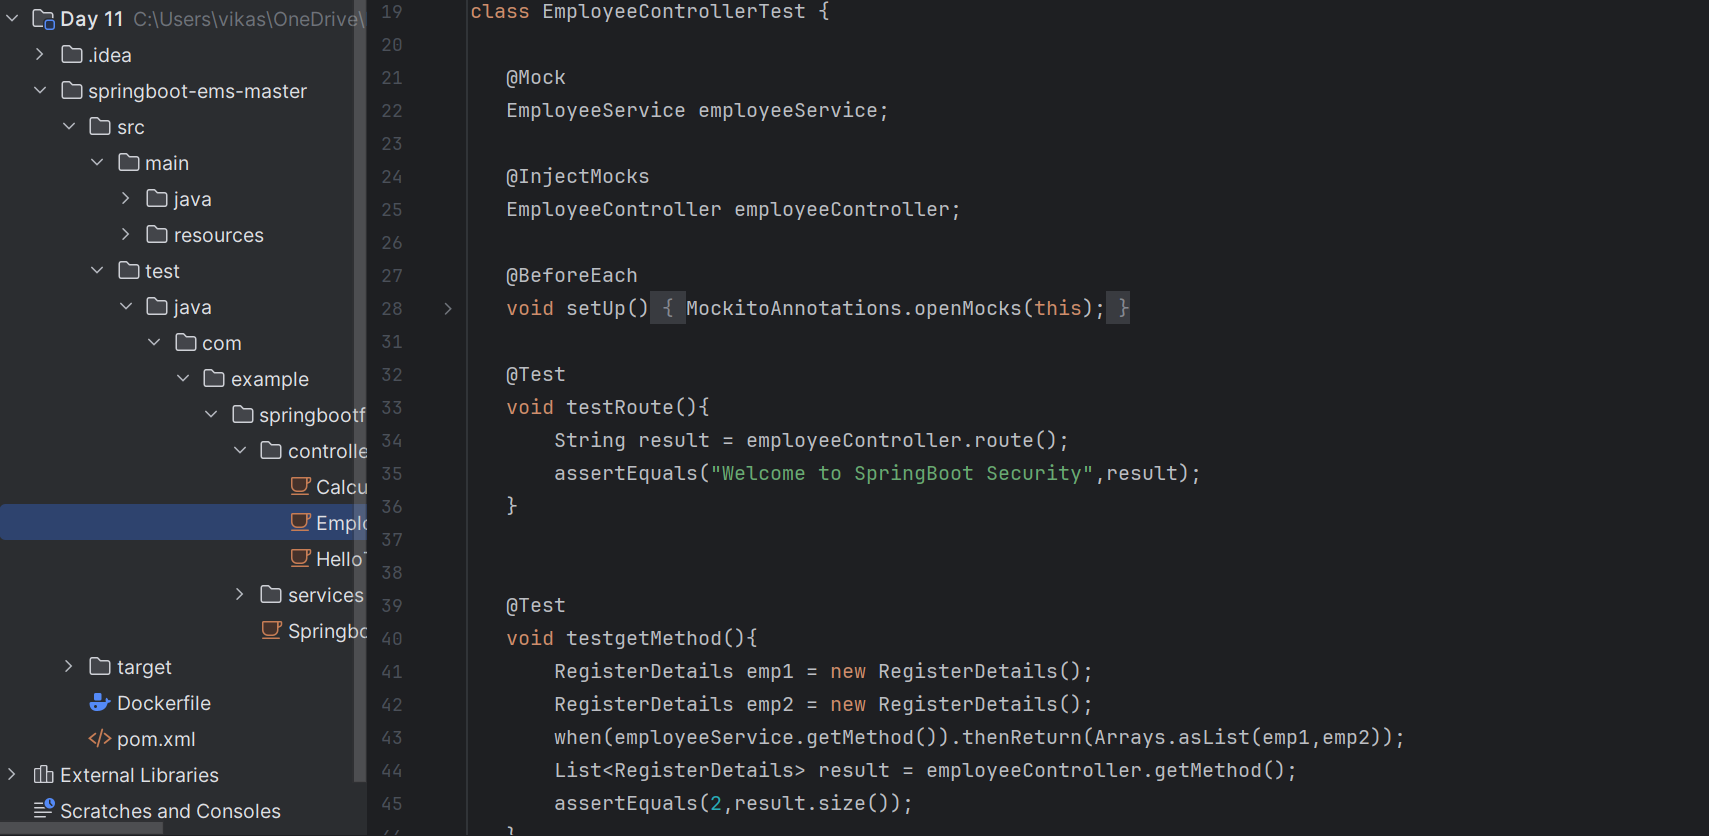 Day 11 C:\Users\vikas\OneDrive\
.idea
springboot-ems-master
src
main
java
resources
test
java
com
example
springbootf
controlle
Calcu
Emplo
Hello
services
Springbo
target
Dockerfile
pom.xml
External Libraries
Scratches and Consoles
19 class EmployeeControllerTest {
20
21 @Mock
22 EmployeeService employeeService;
23
24 @InjectMocks
25 EmployeeController employeeController;
26
27 @BeforeEach
28 void setUp() { MockitoAnnotations.openMocks(this); }
31
32 @Test
33 void testRoute(){
34 String result = employeeController.route();
35 assertEquals("Welcome to SpringBoot Security",result);
36 }
37
38
39 @Test
40 void testgetMethod(){
41 RegisterDetails emp1 = new RegisterDetails();
42 RegisterDetails emp2 = new RegisterDetails();
43 when(employeeService.getMethod()).thenReturn(Arrays.asList(emp1,emp2));
44 List<RegisterDetails> result = employeeController.getMethod();
45 assertEquals(2,result.size());
}